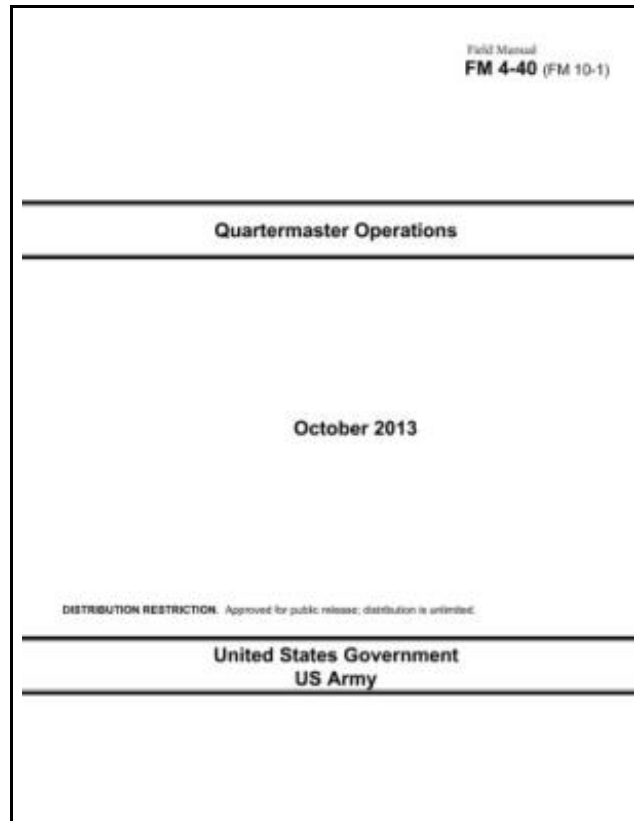 Field Manual
FM 4-40 (FM 10-1)
Quartermaster Operations
October 2013
DISTRIBUTION RESTRICTION. Approved for public release; distribution is unlimited.
United States Government
US Army